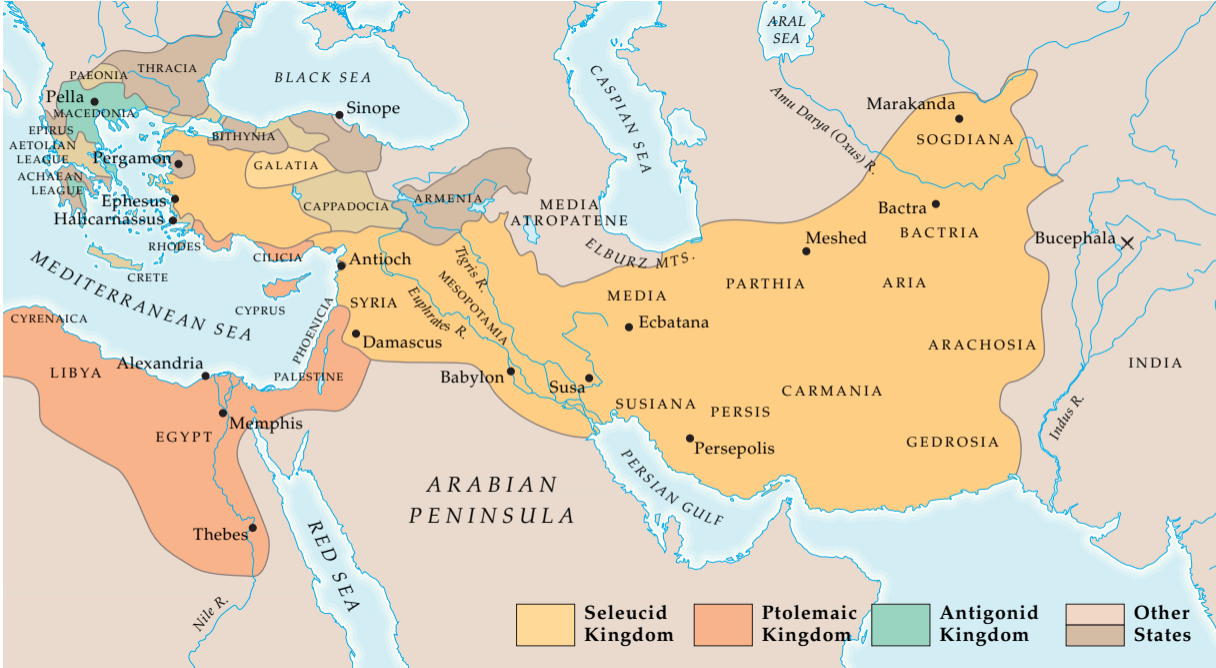 ARAL
SEA
THRACIA
PAEONIA
BLACK SEA
CASPIAN SEA
Pella
MACEDONIA
Sinope
Amu Darya (Oxus) R.
Marakanda
SOGDIANA
EPIRUS
AETOLIAN
LEAGUE
BITHYNIA
Pergamon
GALATIA
ACHAEAN
LEAGUE
Ephesus
CAPPADOCIA
ARMENIA
MEDIA
ATROPATENE
Bactra
BACTRIA
Halicarnassus
RHODES
CILICIA
Antioch
Tigris R.
ELBURZ MTS.
Meshed
Bucephala
CRETE
MEDITERRANEAN SEA
CYPRUS
SYRIA
MESOPOTAMIA
Euphrates R.
MEDIA
PARTHIA
ARIA
CYRENAICA
PHOENICIA
Damascus
Ecbatana
ARACHOSIA
INDIA
LIBYA
Alexandria
PALESTINE
Babylon
Susa
SUSIANA
PERSIS
CARMANIA
Indus R.
Memphis
EGYPT
Persepolis
GEDROSIA
ARABIAN
PENINSULA
PERSIAN GULF
Thebes
RED SEA
Nile R.
Seleucid
Kingdom
Ptolemaic
Kingdom
Antigonid
Kingdom
Other
States